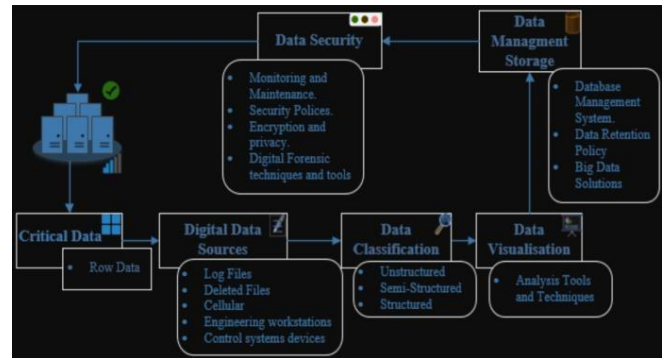 Data Security
Monitoring and
Maintenance.
Security Polices.
Encryption and
privacy.
Digital Forensic
techniques and tools
Data
Managment
Storage
Database
Management
System.
Data Retention
Policy
Big Data
Solutions
Critical Data
Row Data
Digital Data
Sources
Log Files
Deleted Files
Cellular
Engineering workstations
Control systems devices
Data
Classification
Unstructured
Semi-Structured
Structured
Data
Visualisation
Analysis Tools
and Techniques